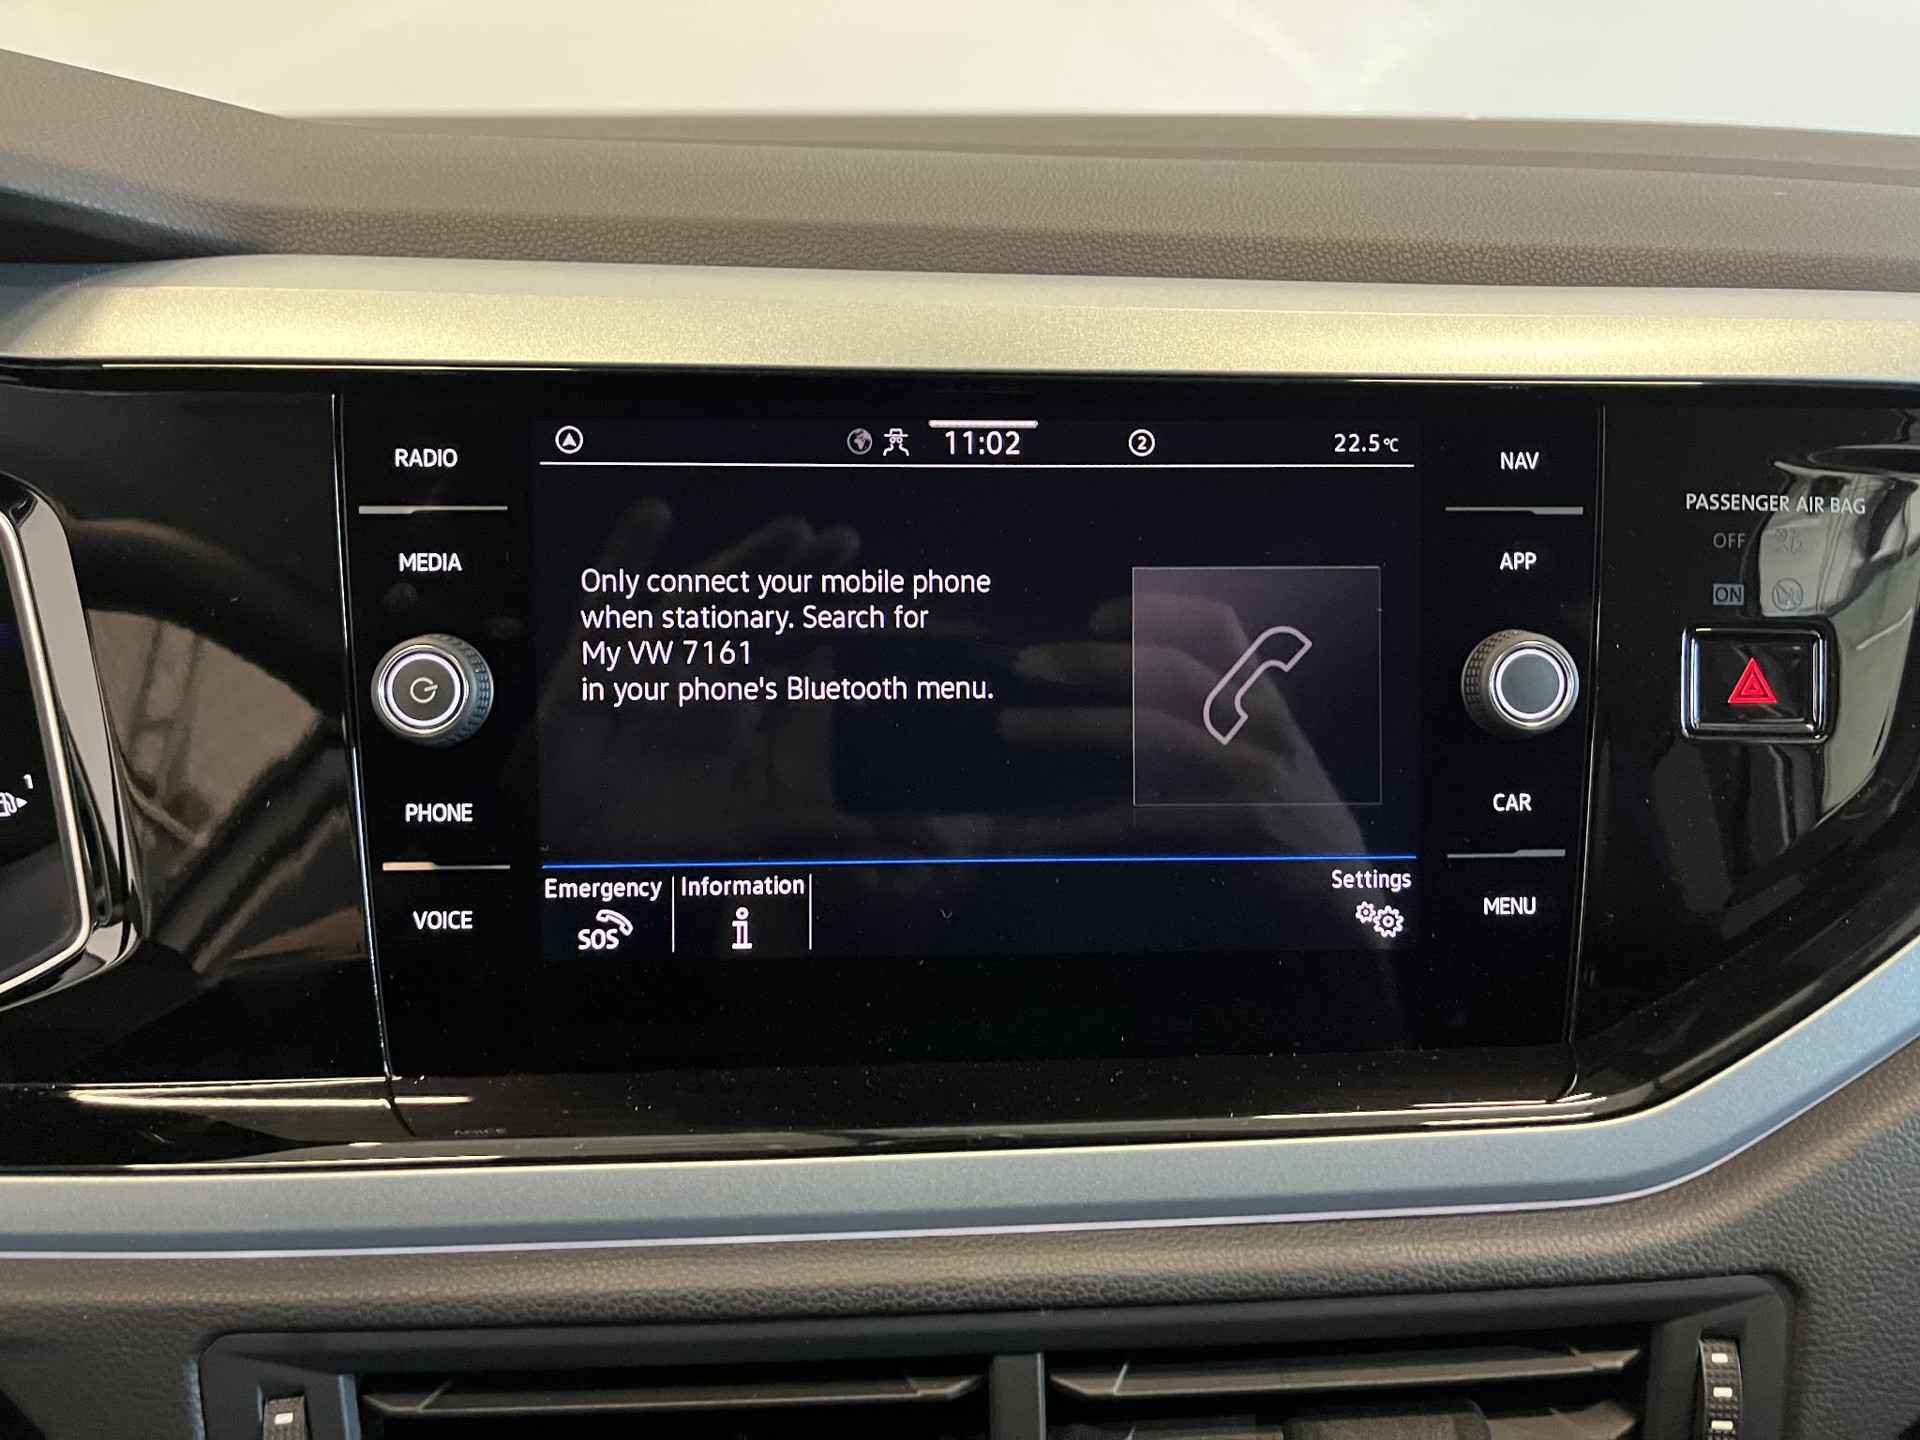 RADIO
MEDIA
PHONE
VOICE
11:02
2
22.5°C
Only connect your mobile phone
when stationary. Search for
My VW 7161
in your phone's Bluetooth menu.
Emergency
SOS
Information
i
Settings
NAV
APP
CAR
MENU
PASSENGER AIR BAG
OFF
ON
1